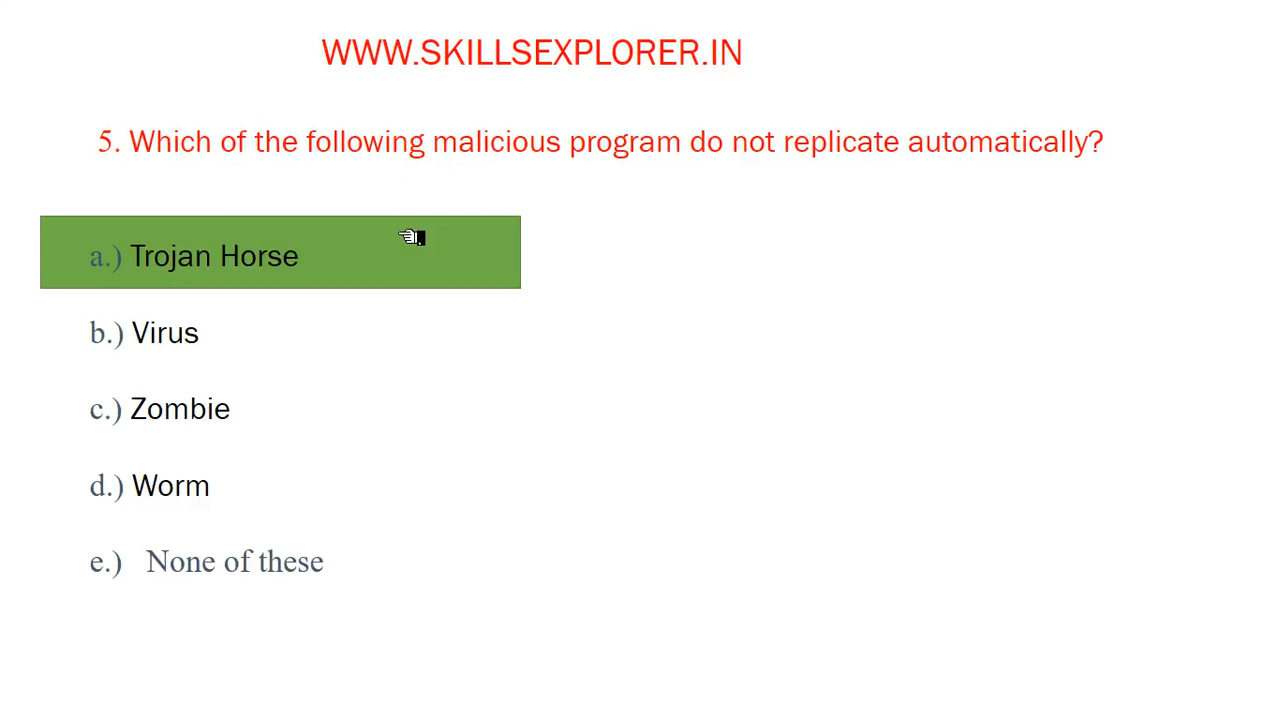 WWW.SKILLSEXPLORER.IN
5. Which of the following malicious program do not replicate automatically?
a.) Trojan Horse
b.) Virus
c.) Zombie
d.) Worm
e.) None of these